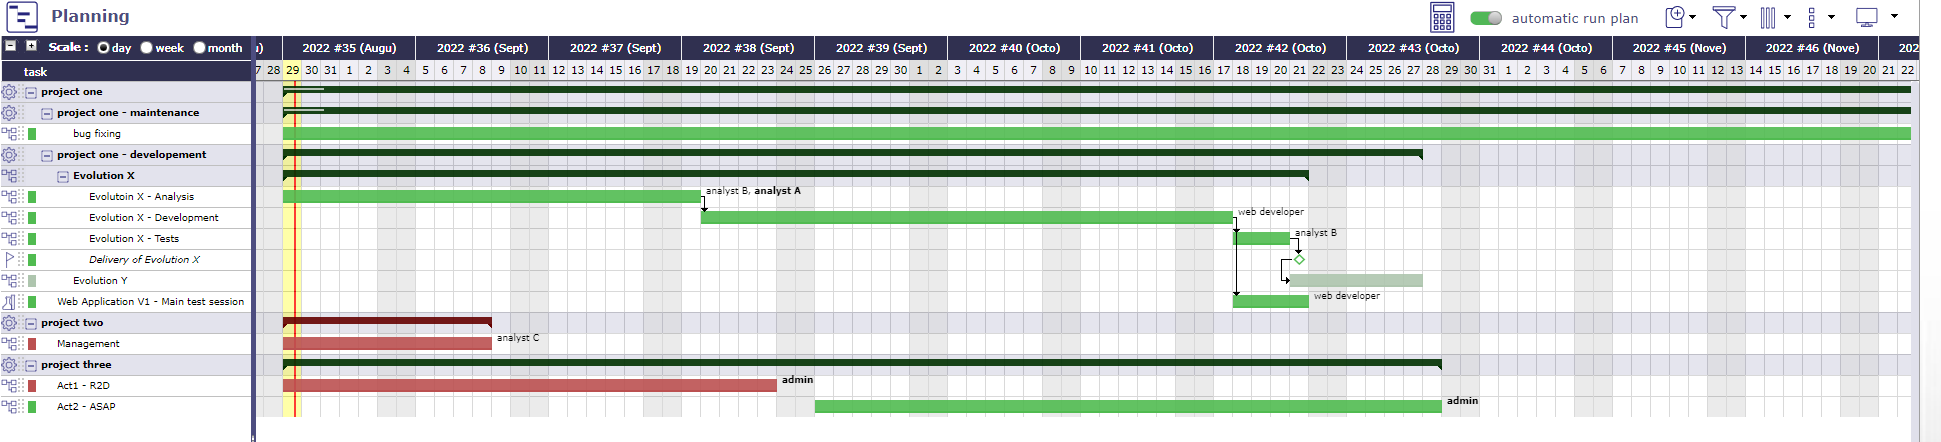 Planning
automatic run plan
Scale : day week month
) 2022 #35 (Augu) 2022 #36 (Sept) 2022 #37 (Sept) 2022 #38 (Sept) 2022 #39 (Sept) 2022 #40 (Octo) 2022 #41 (Octo) 2022 #42 (Octo) 2022 #43 (Octo) 2022 #44 (Octo) 2022 #45 (Nove) 2022 #46 (Nove) 202
task
7 28 29 30 31 1 2 3 4 5 6 7 8 9 10 11 12 13 14 15 16 17 18 19 20 21 22 23 24 25 26 27 28 29 30 1 2 3 4 5 6 7 8 9 10 11 12 13 14 15 16 17 18 19 20 21 22 23 24 25 26 27 28 29 30 31 1 2 3 4 5 6 7 8 9 10 11 12 13 14 15 16 17 18 19 20 21 22
project one
project one - maintenance
bug fixing
project one - developement
Evolution X
Evolutoin X - Analysis
analyst B, analyst A
Evolution X - Development
web developer
Evolution X - Tests
analyst B
Delivery of Evolution X
Evolution Y
Web Application V1 - Main test session
web developer
project two
Management
analyst C
project three
Act1 - R2D
admin
Act2 - ASAP
admin